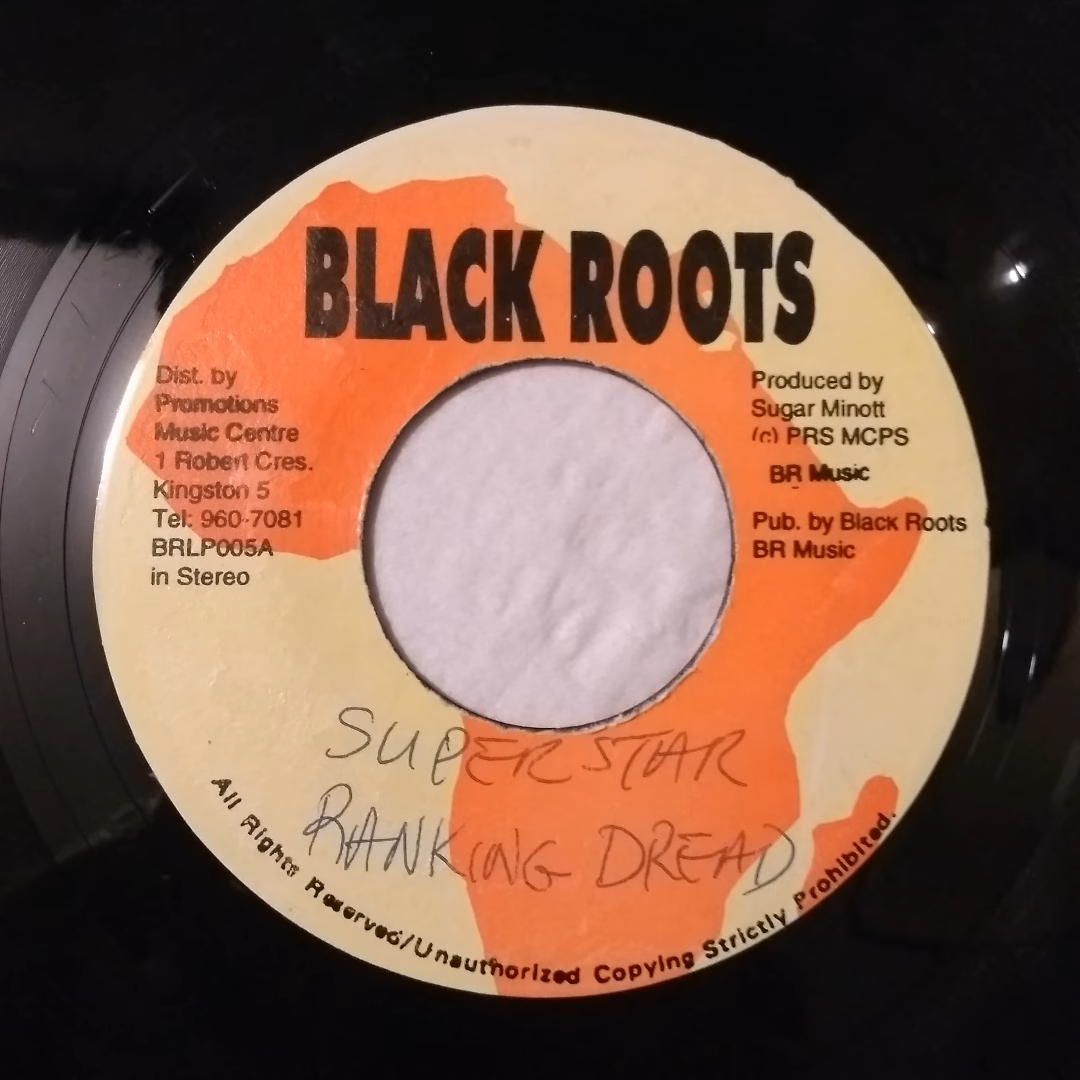 BLACK ROOTS
Dist. by
Promotions
Music Centre
1 Robert Cres.
Kingston 5
Tel: 960-7081
BRLP005A
in Stereo
Produced by
Sugar Minott
(c) PRS MCPS
BR Music
Pub. by Black Roots
BR Music
SUPER STAR
RANKING DREAD
All Rights Reserved/Unauthorized Copying Strictly Prohibited.